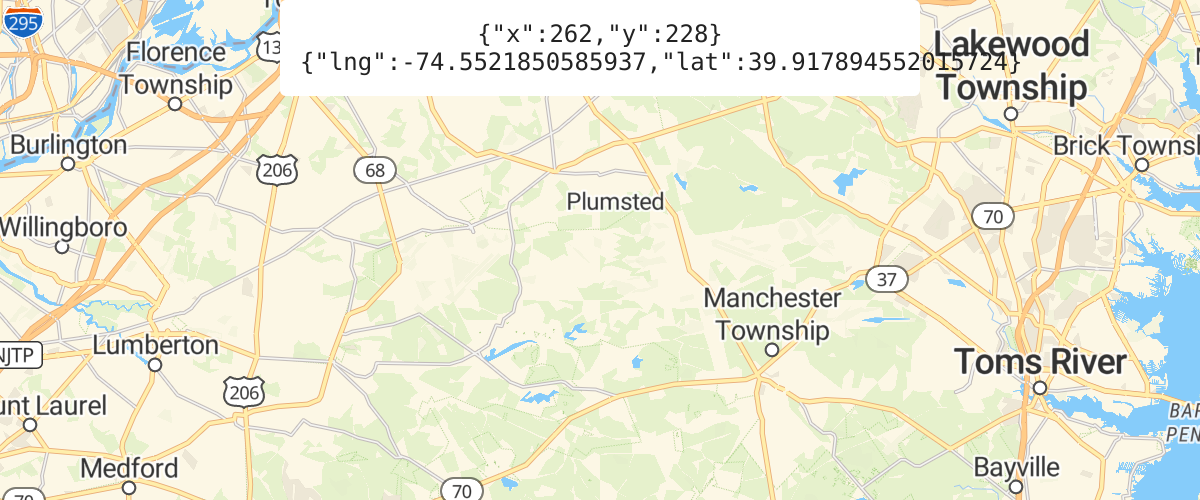 {"x":262,"y":228}
{"lng":-74.5521850585937,"lat":39.917894552015724}
295
Florence
Township
Lakewood
Township
Burlington
206
68
Brick Townsh
Willingboro
Plumsted
70
37
Manchester
Township
NJTP
Lumberton
Toms River
206
unt Laurel
BAR
PEN
Medford
Bayville
70
70